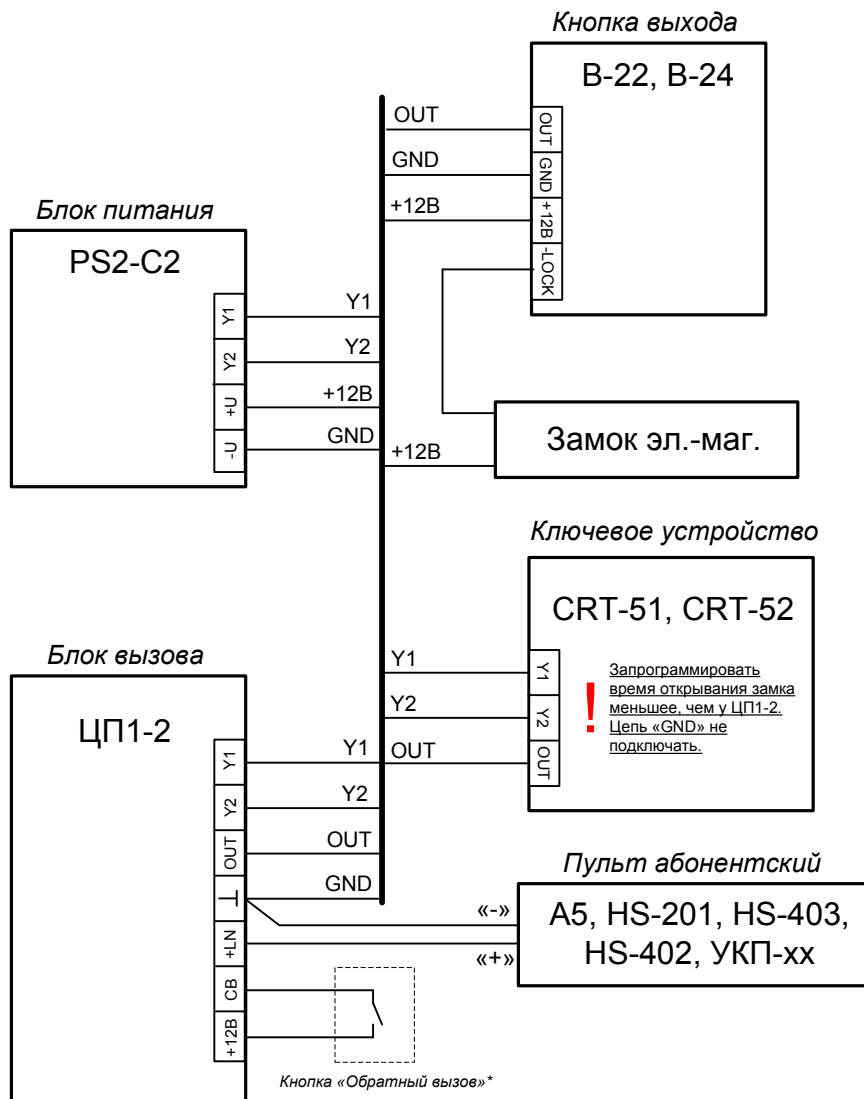 Кнопка выхода
B-22, B-24
OUT
GND
+12В
OUT
GND
+12В
-LOCK
Блок питания
PS2-C2
Y1
Y2
+U
-U
Y1
Y2
+12В
GND
+12В
Замок эл.-маг.
Ключевое устройство
CRT-51, CRT-52
Y1
Y2
OUT
Y1
Y2
OUT
!
Запрограммировать
время открывания замка
меньшее, чем у ЦП1-2.
Цепь «GND» не
подключать.
Блок вызова
ЦП1-2
Y1
Y2
OUT
⊥
+LN
СВ
+12В
Y1
Y2
OUT
GND
Пульт абонентский
«-»
«+»
A5, HS-201, HS-403,
HS-402, УКП-хх
Кнопка «Обратный вызов»*